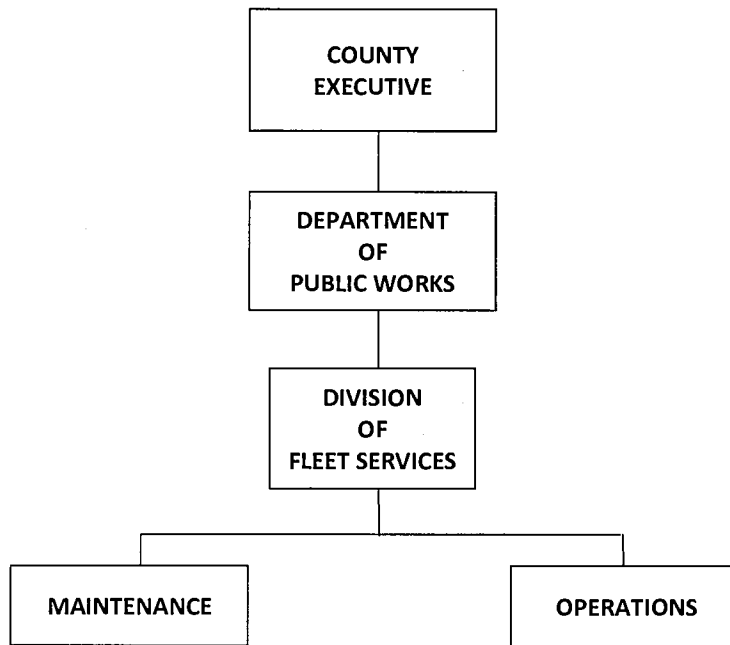 COUNTY
EXECUTIVE
DEPARTMENT
OF
PUBLIC WORKS
DIVISION
OF
FLEET SERVICES
MAINTENANCE
OPERATIONS